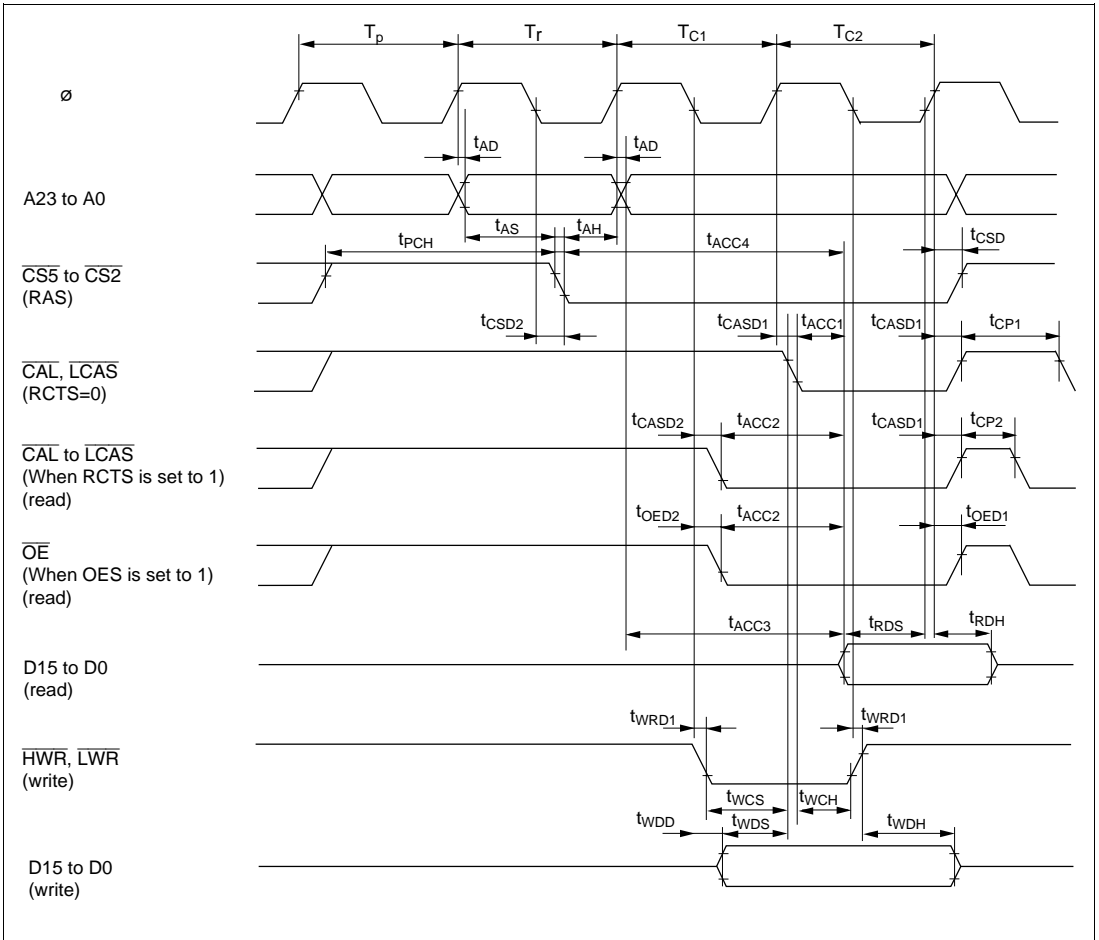 Tp Tr TC1 TC2
ø
tAD tAD
A23 to A0
tAS tAH
tPCH tACC4 tCSD
CS5 to CS2
(RAS)
tCSD2 tCASD1 tACC1 tCASD1 tCP1
CAL, LCAS
(RCTS=0)
tCASD2 tACC2 tCASD1 tCP2
CAL to LCAS
(When RCTS is set to 1)
(read)
tOED2 tACC2 tOED1
OE
(When OES is set to 1)
(read)
tACC3 tRDS tRDH
D15 to D0
(read)
tWRD1 tWRD1
HWR, LWR
(write)
tWCS tWCH
tWDD tWDS tWDH
D15 to D0
(write)